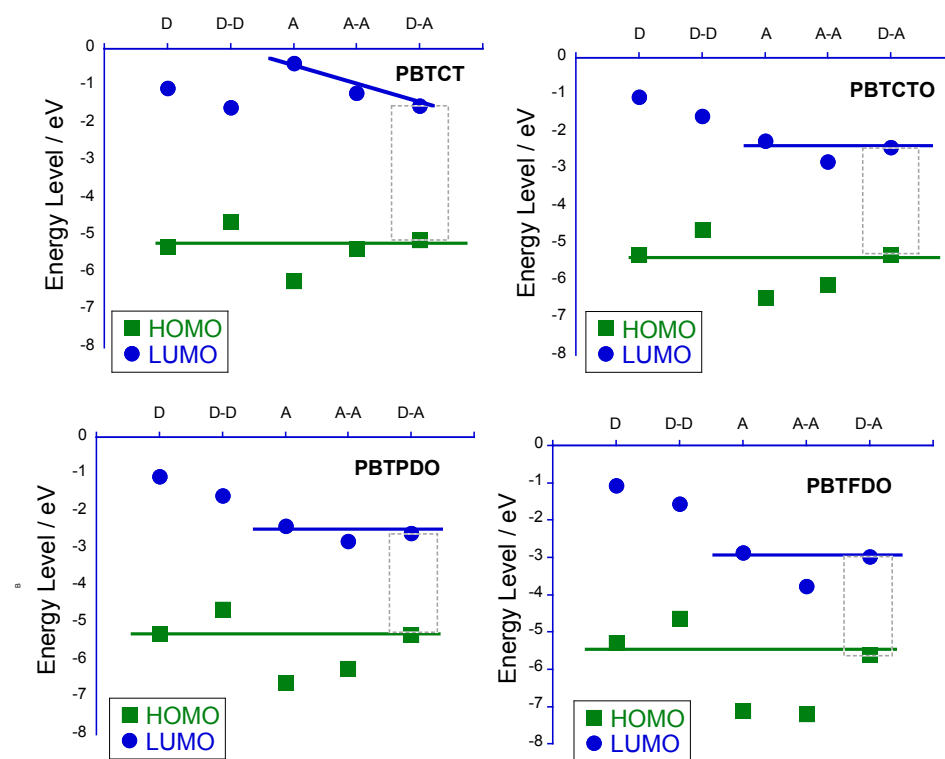 D D-D A A-A D-A
0
-1
-2
-3
-4
-5
-6
-7
-8
Energy Level / eV
PBTCT
HOMO
LUMO
D D-D A A-A D-A
0
-1
-2
-3
-4
-5
-6
-7
-8
Energy Level / eV
PBTCTO
HOMO
LUMO
D D-D A A-A D-A
0
-1
-2
-3
-4
-5
-6
-7
-8
Energy Level / eV
B
PBTPDO
HOMO
LUMO
D D-D A A-A D-A
0
-1
-2
-3
-4
-5
-6
-7
-8
Energy Level / eV
PBTFDO
HOMO
LUMO